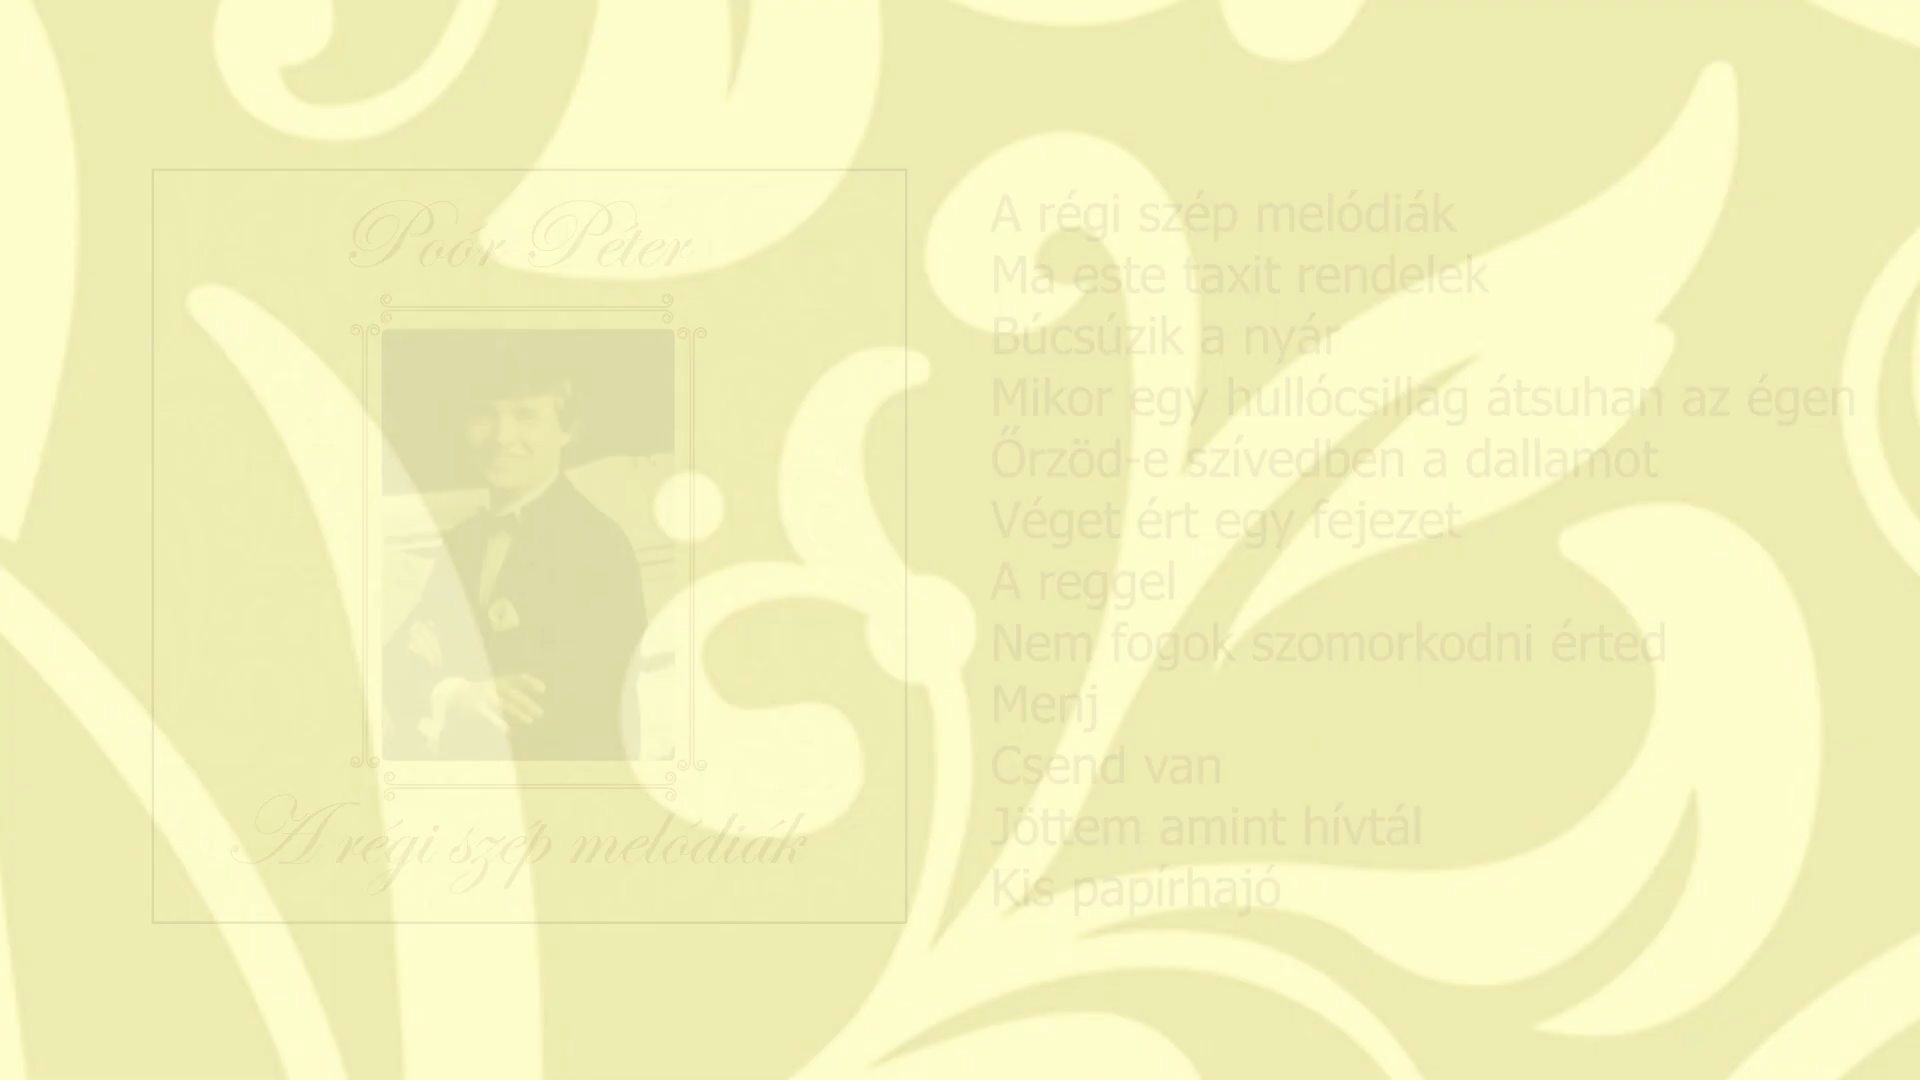 Poór Péter
A régi szép melódiák
A régi szép melódiák
Ma este taxit rendelek
Búcsúzik a nyár
Mikor egy hullócsillag átsuhan az égen
Őrzöd-e szívedben a dallamot
Véget ért egy fejezet
A reggel
Nem fogok szomorkodni érted
Menj
Csend van
Jöttem amint hívtál
Kis papírhajó